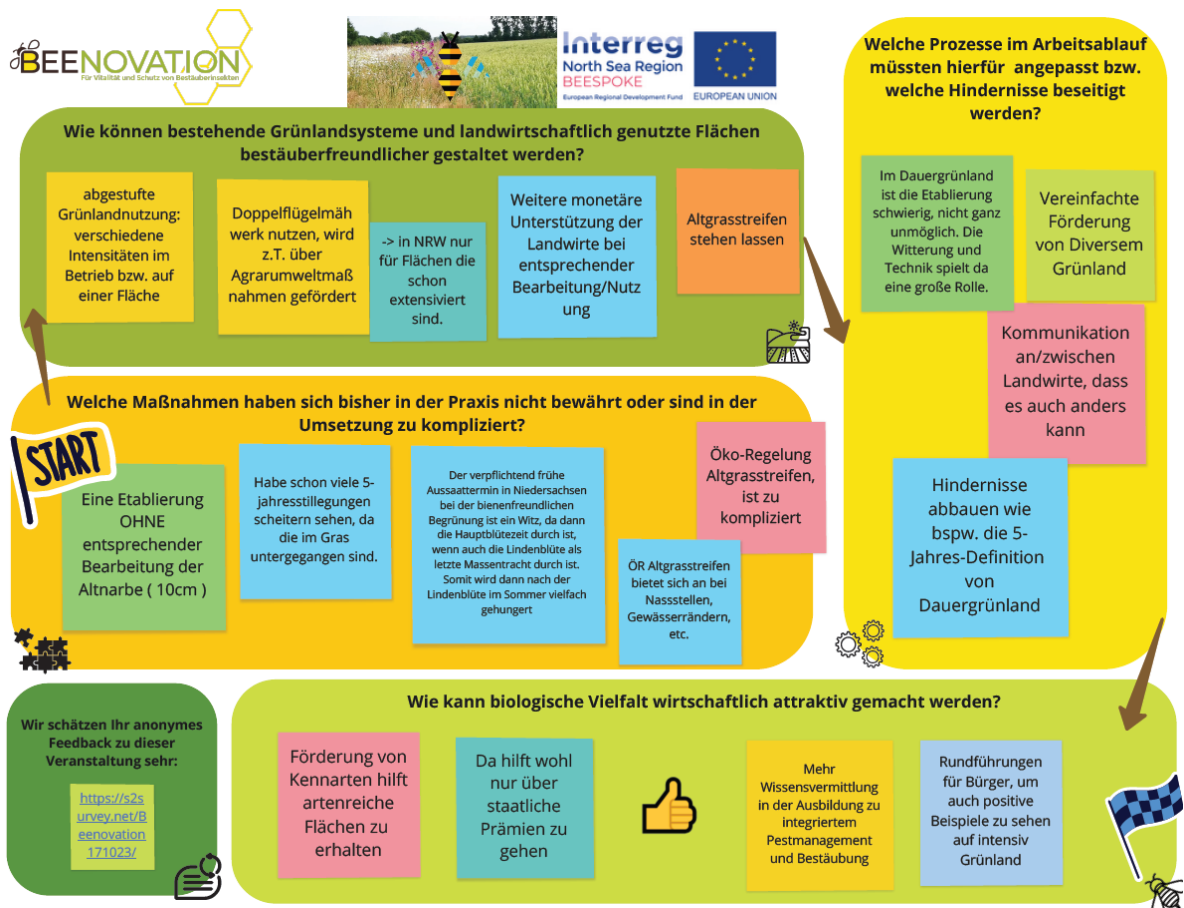 BEENOVATION
Für Vitalität und Schutz von Bestäuberinsekten
Interreg
North Sea Region
BEESPOKE
European Regional Development Fund
EUROPEAN UNION
Wie können bestehende Grünlandsysteme und landwirtschaftlich genutzte Flächen
bestäuberfreundlicher gestaltet werden?
abgestufte
Grünlandnutzung:
verschiedene
Intensitäten im
Betrieb bzw. auf
einer Fläche
Doppelflügelmäh
werk nutzen, wird
z.T. über
Agrarumweltmaß
nahmen gefördert
-> in NRW nur
für Flächen die
schon
extensiviert
sind.
Weitere monetäre
Unterstützung der
Landwirte bei
entsprechender
Bearbeitung/Nutz
ung
Altgrasstreifen
stehen lassen
Welche Prozesse im Arbeitsablauf
müssten hierfür angepasst bzw.
welche Hindernisse beseitigt
werden?
Im Dauergrünland
ist die Etablierung
schwierig, nicht ganz
unmöglich. Die
Witterung und
Technik spielt da
eine große Rolle.
Vereinfachte
Förderung
von Diversem
Grünland
Kommunikation
an/zwischen
Landwirte, dass
es auch anders
kann
Hindernisse
abbauen wie
bspw. die 5-
Jahres-Definition
von
Dauergrünland
Welche Maßnahmen haben sich bisher in der Praxis nicht bewährt oder sind in der
Umsetzung zu kompliziert?
START
Eine Etablierung
OHNE
entsprechender
Bearbeitung der
Altnarbe ( 10cm )
Habe schon viele 5-
jahresstillegungen
scheitern sehen, da
die im Gras
untergegangen sind.
Der verpflichtend frühe
Aussaattermin in Niedersachsen
bei der bienenfreundlichen
Begrünung ist ein Witz, da dann
die Hauptblütezeit durch ist,
wenn auch die Lindenblüte als
letzte Massentracht durch ist.
Somit wird dann nach der
Lindenblüte im Sommer vielfach
gehungert
Öko-Regelung
Altgrasstreifen,
ist zu
kompliziert
ÖR Altgrasstreifen
bietet sich an bei
Nassstellen,
Gewässerrändern,
etc.
Wir schätzen Ihr anonymes
Feedback zu dieser
Veranstaltung sehr:
https://s2s
urvey.net/B
eenovation
171023/
Wie kann biologische Vielfalt wirtschaftlich attraktiv gemacht werden?
Förderung von
Kennarten hilft
artenreiche
Flächen zu
erhalten
Da hilft wohl
nur über
staatliche
Prämien zu
gehen
Mehr
Wissensvermittlung
in der Ausbildung zu
integriertem
Pestmanagement
und Bestäubung
Rundführungen
für Bürger, um
auch positive
Beispiele zu sehen
auf intensiv
Grünland